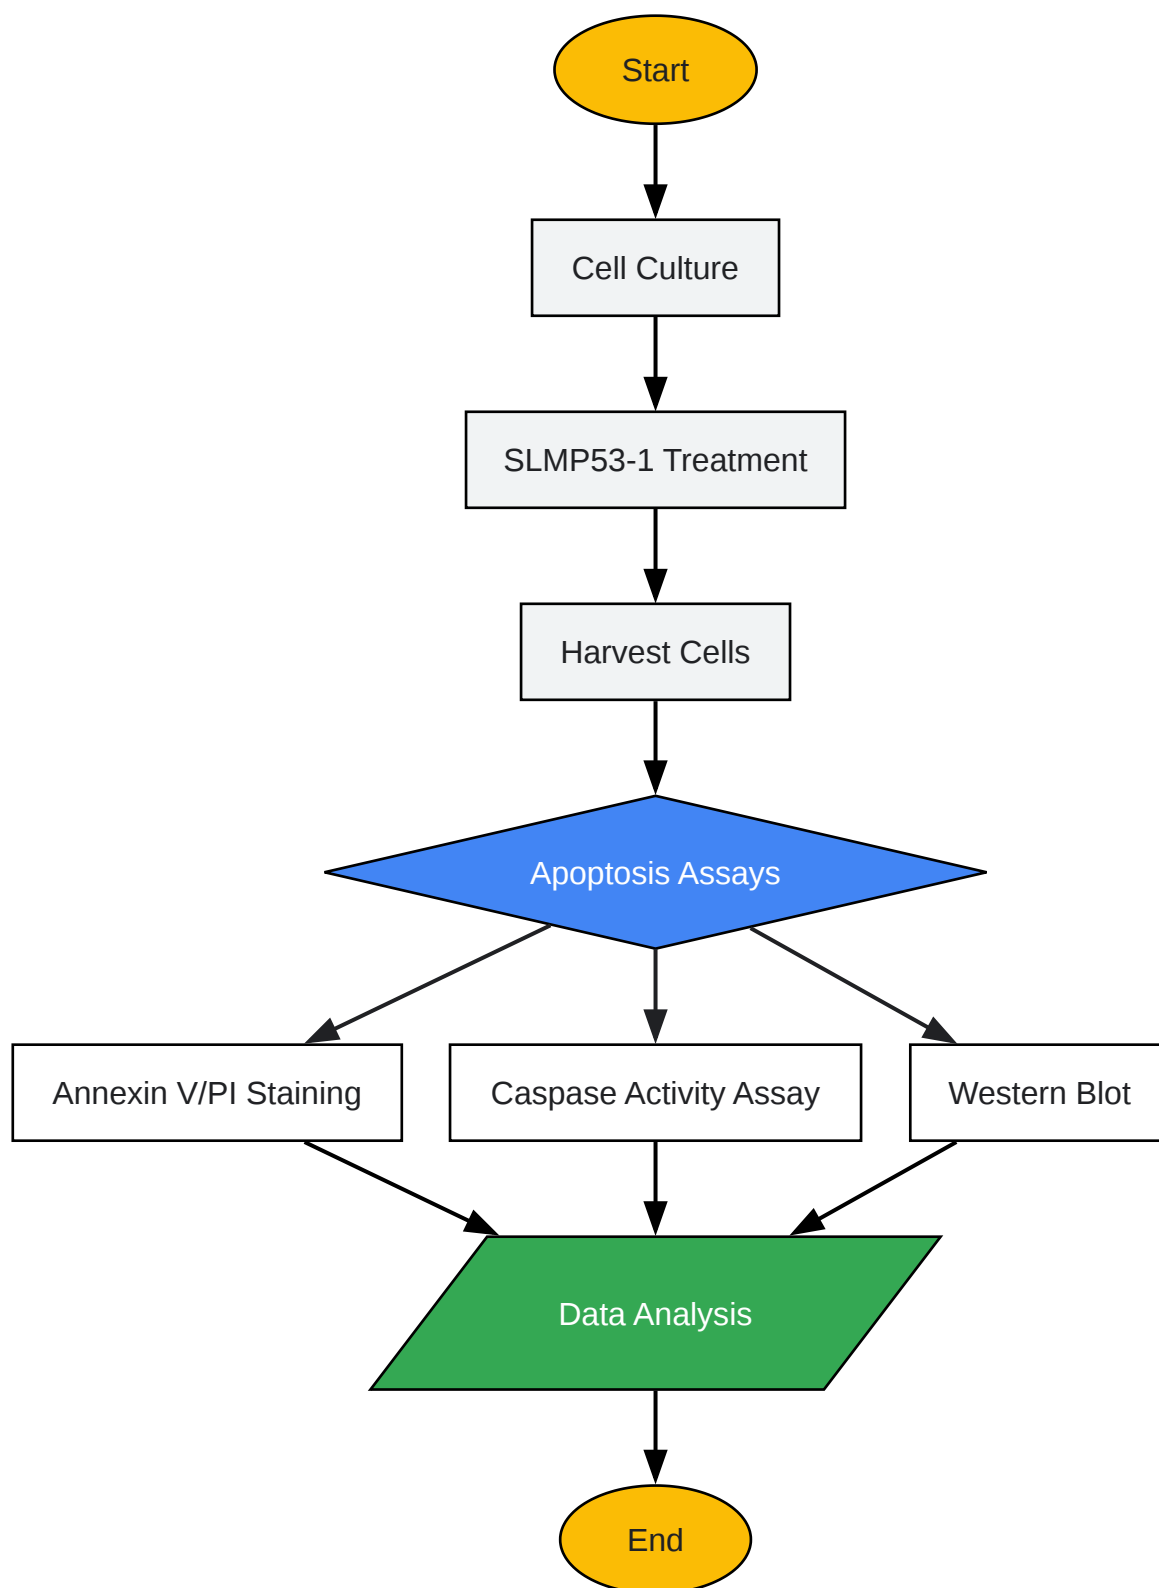 Start
Cell Culture
SLMP53-1 Treatment
Harvest Cells
Apoptosis Assays
Annexin V/PI Staining
Caspase Activity Assay
Western Blot
Data Analysis
End